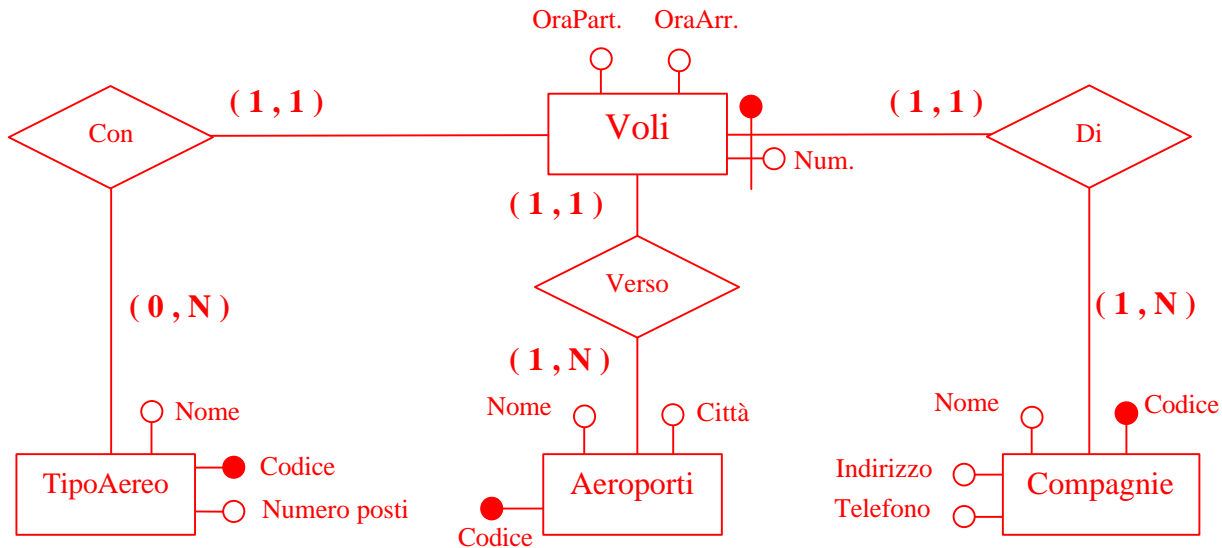 OraPart.
OraArr.
(1,1)
(1,1)
Con
Voli
Num.
Di
(1,1)
Verso
(0,N)
(1,N)
(1,N)
Nome
Nome
Città
Nome
Codice
TipoAereo
Codice
Numero posti
Aeroporti
Codice
Indirizzo
Telefono
Compagnie